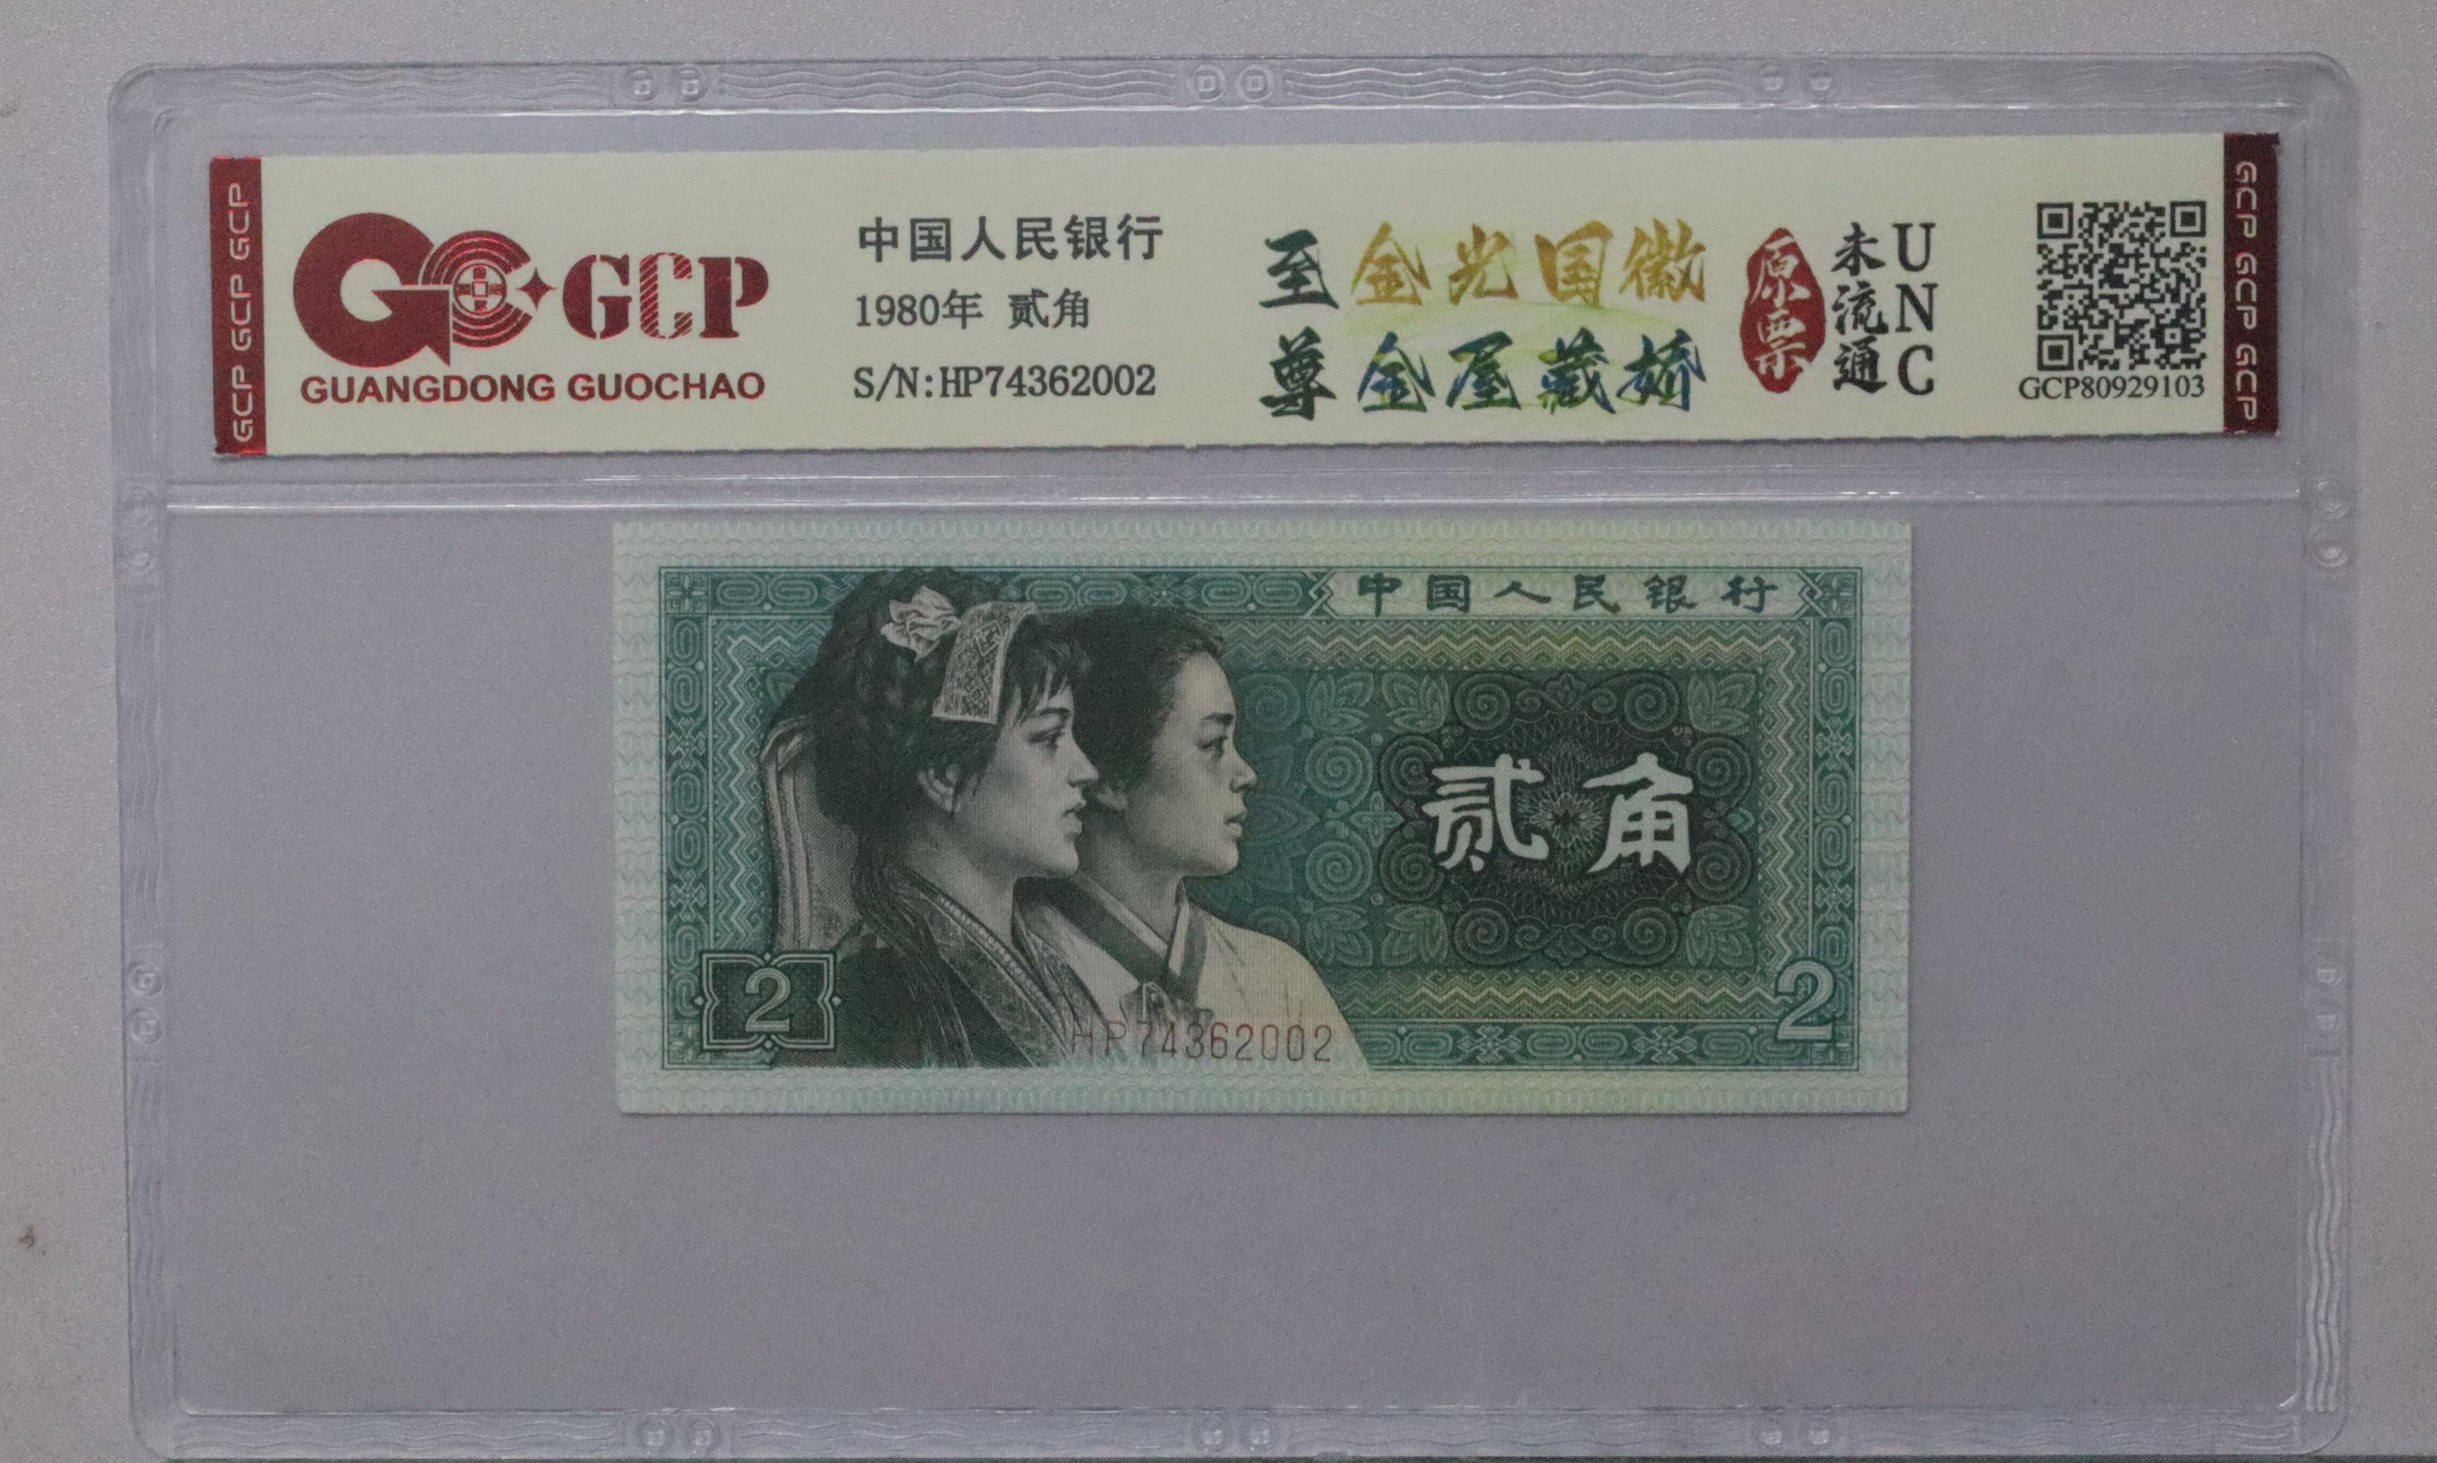 GCP GCP GCP
GCP
GUANGDONG GUOCHAO
中国人民银行
1980年 贰角
S/N:HP74362002
至尊
金光国徽
金屋藏娇
原票
未流通
UNC
GCP80929103
GCP GCP GCP
中国人民银行
贰角
2
2
HP74362002